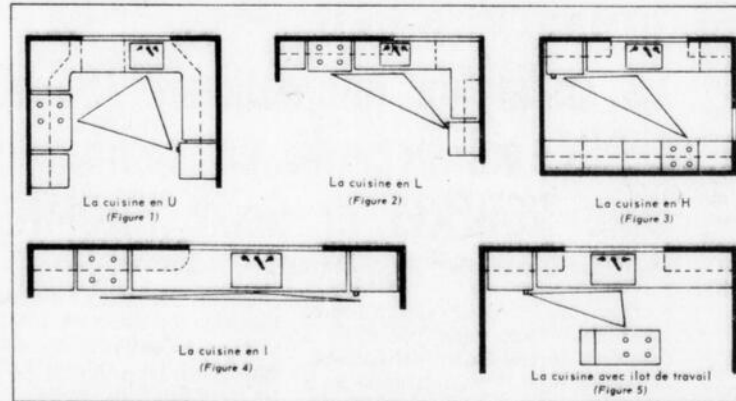 La cuisine en U
(Figure 1)
La cuisine en L
(Figure 2)
La cuisine en H
(Figure 3)
La cuisine en I
(Figure 4)
La cuisine avec ilot de travail
(Figure 5)